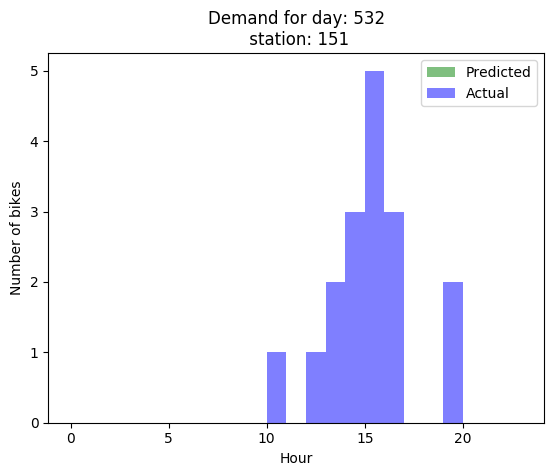 Demand for day: 532
station: 151
Predicted
Actual
Number of bikes
5
4
3
2
1
0
0
5
10
15
20
Hour